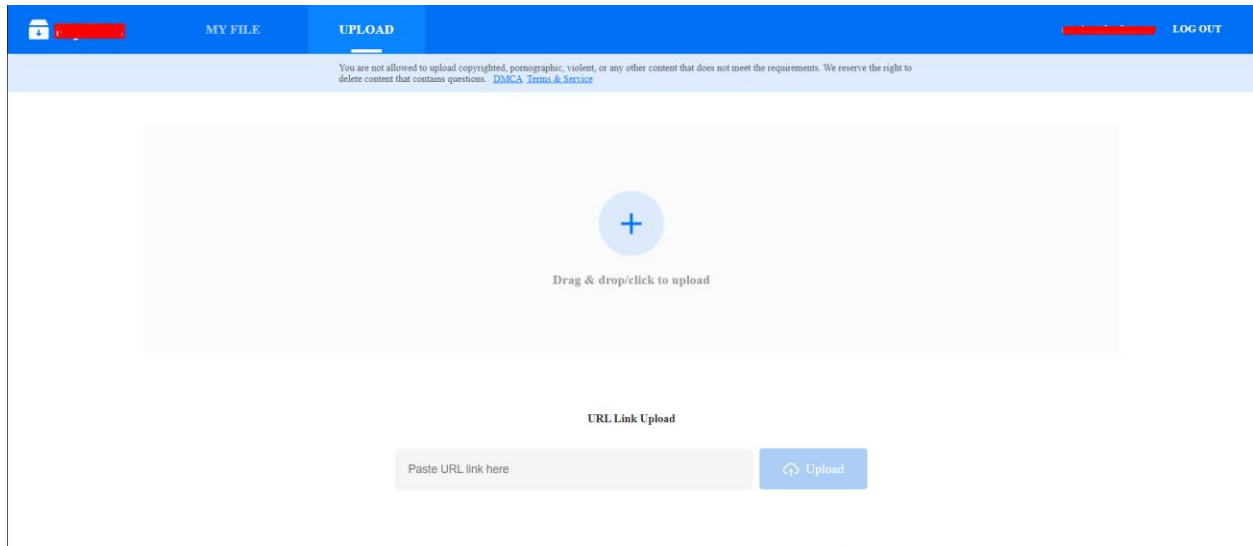 MY FILE
UPLOAD
LOG OUT
You are not allowed to upload copyrighted, pornographic, violent, or any other content that does not meet the requirements. We reserve the right to
delete content that contains questions. DMCA Terms & Service
Drag & drop/click to upload
URL Link Upload
Paste URL link here
Upload